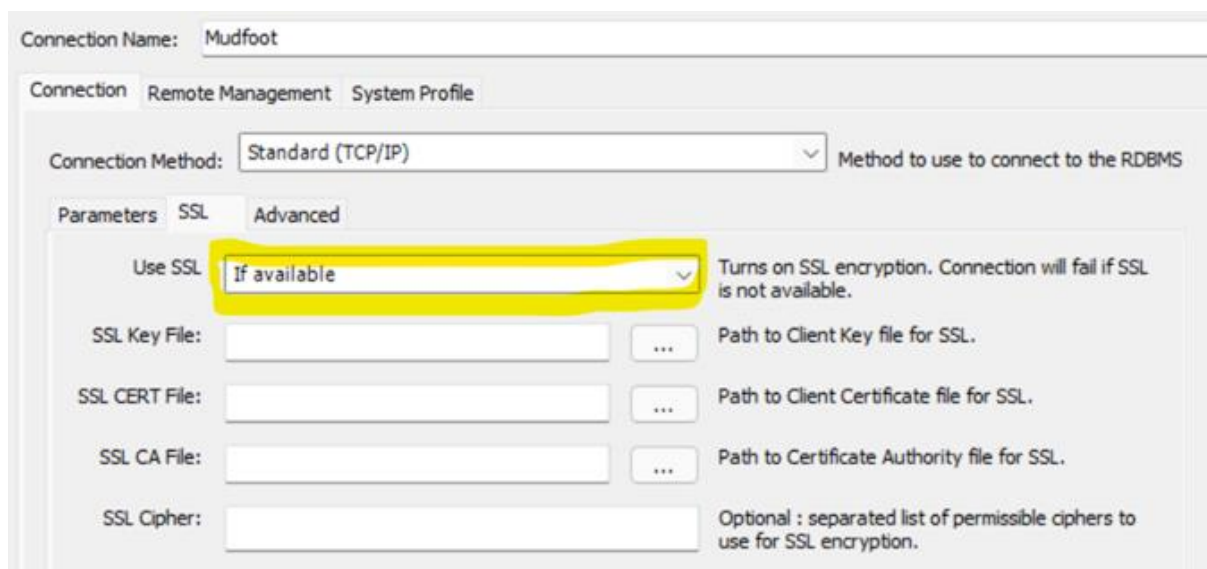 Connection Name: Mudfoot
Connection Remote Management System Profile
Connection Method: Standard (TCP/IP) Method to use to connect to the RDBMS
Parameters SSL Advanced
Use SSL If available Turns on SSL encryption. Connection will fail if SSL
is not available.
SSL Key File: ... Path to Client Key file for SSL.
SSL CERT File: ... Path to Client Certificate file for SSL.
SSL CA File: ... Path to Certificate Authority file for SSL.
SSL Cipher: Optional : separated list of permissible ciphers to
use for SSL encryption.